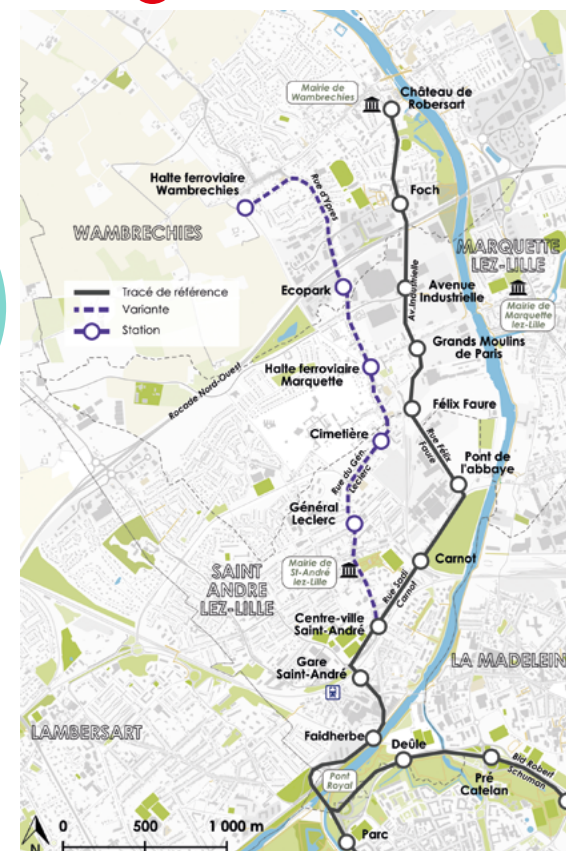 Mairie de
Wambrechies
Château de
Robersart
Halte ferroviaire
Wambrechies
Rue d'Ypres
Foch
WAMBRECHIES
MARQUETTE
LEZ-LILLE
Tracé de référence
Variante
Station
Ecopark
Av.Industrielle
Avenue
Industrielle
Mairie de
Marquette
lez-Lille
Grands Moulins
de Paris
Rocade Nord-Ouest
Halte ferroviaire
Marquette
Félix Faure
Cimetière
Rue Félix
Faure
Pont de
l'abbaye
Rue du Gén.
Leclerc
Général
Leclerc
Mairie de
St-André
lez-Lille
Carnot
SAINT
ANDRE
LEZ-LILLE
Rue Sadi
Carnot
Centre-ville
Saint-André
LA MADELEIN
Gare
Saint-André
LAMBERSART
Faidherbe
Deûle
Bld Robert
Schuman
Pont
Royal
Pré
Catelan
N
0 500 1 000 m
Parc